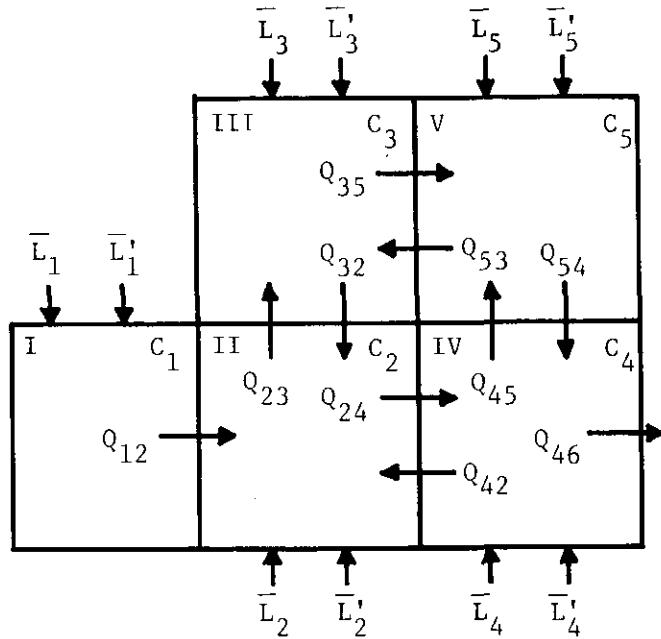 L̅₃ L̅₃' L̅₅ L̅₅'
III C₃ V C₅
Q₃₅
L̅₁ L̅₁' Q₃₂ Q₅₃ Q₅₄
I C₁ II C₂ IV C₄
Q₂₃ Q₂₄ Q₄₅
Q₁₂ Q₄₂ Q₄₆
L̅₂ L̅₂' L̅₄ L̅₄'